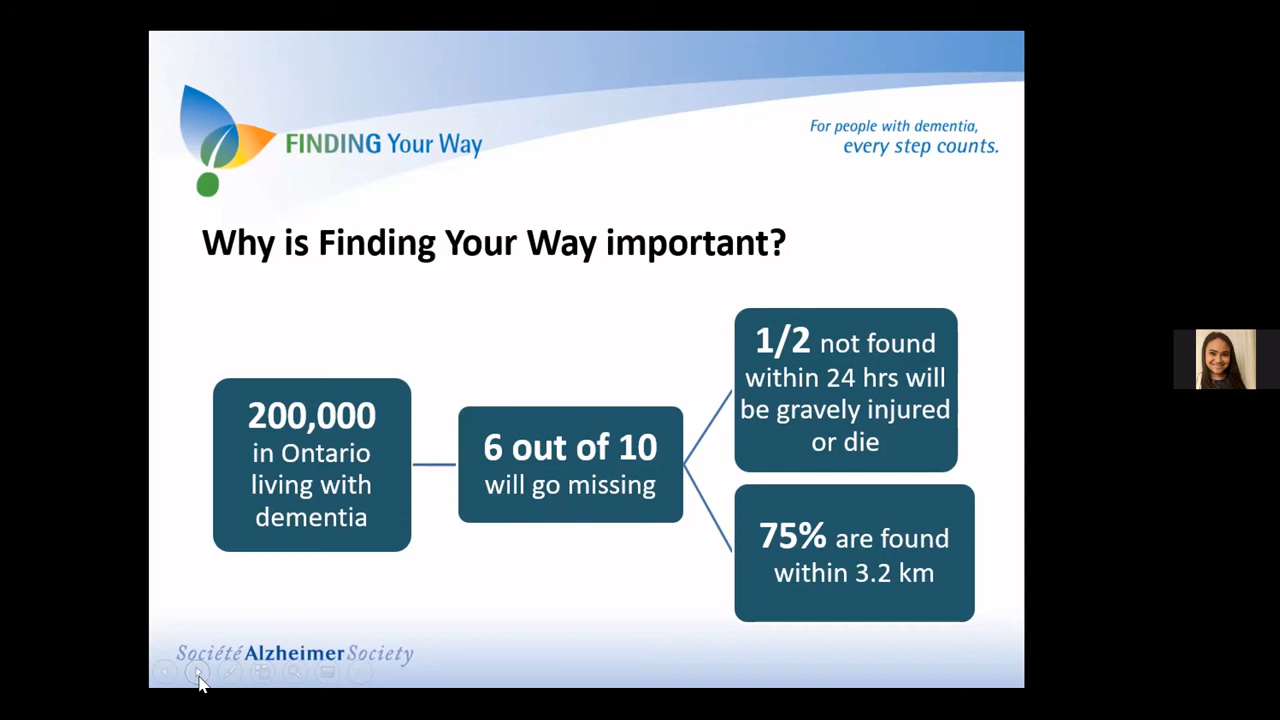 FINDING Your Way
For people with dementia,
every step counts.
Why is Finding Your Way important?
200,000
in Ontario
living with
dementia
6 out of 10
will go missing
1/2 not found
within 24 hrs will
be gravely injured
or die
75% are found
within 3.2 km
Société Alzheimer Society